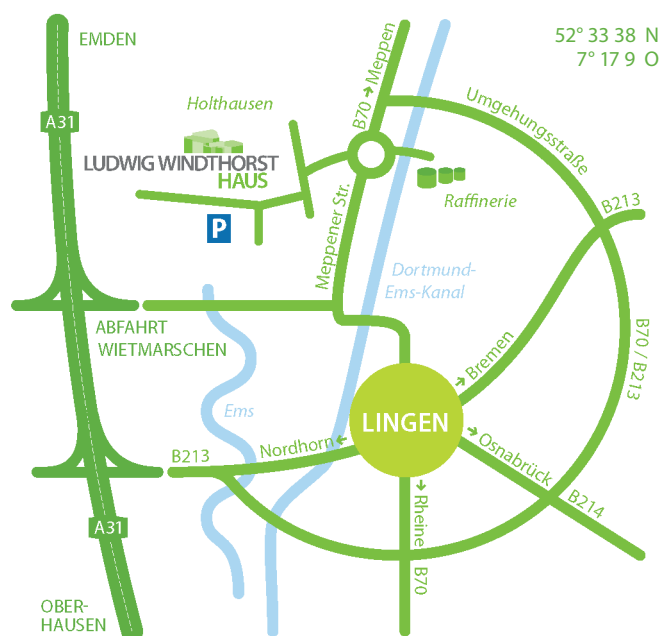 EMDEN
52° 33 38 N
7° 17 9 O
A31
Holthausen
B70 → Meppen
Umgehungsstraße
LUDWIG WINDTHORST
HAUS
Raffinerie
B213
P
Meppener Str.
Dortmund-
Ems-Kanal
ABFAHRT
WIETMARSCHEN
B70 / B213
→ Bremen
Ems
LINGEN
B213
Nordhorn ←
→ Osnabrück
B214
→ Rheine
B70
A31
OBER-
HAUSEN